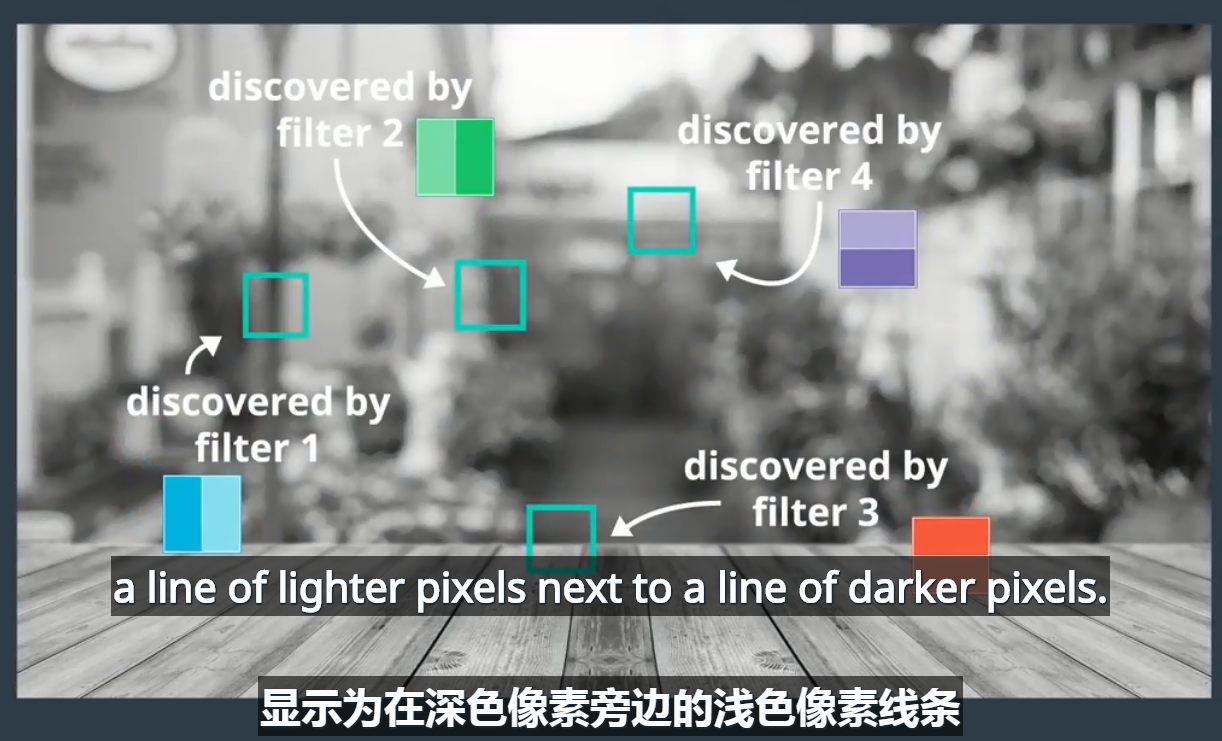 discovered by
filter 2
discovered by
filter 4
discovered by
filter 1
discovered by
filter 3
a line of lighter pixels next to a line of darker pixels.
显示为在深色像素旁边的浅色像素线条